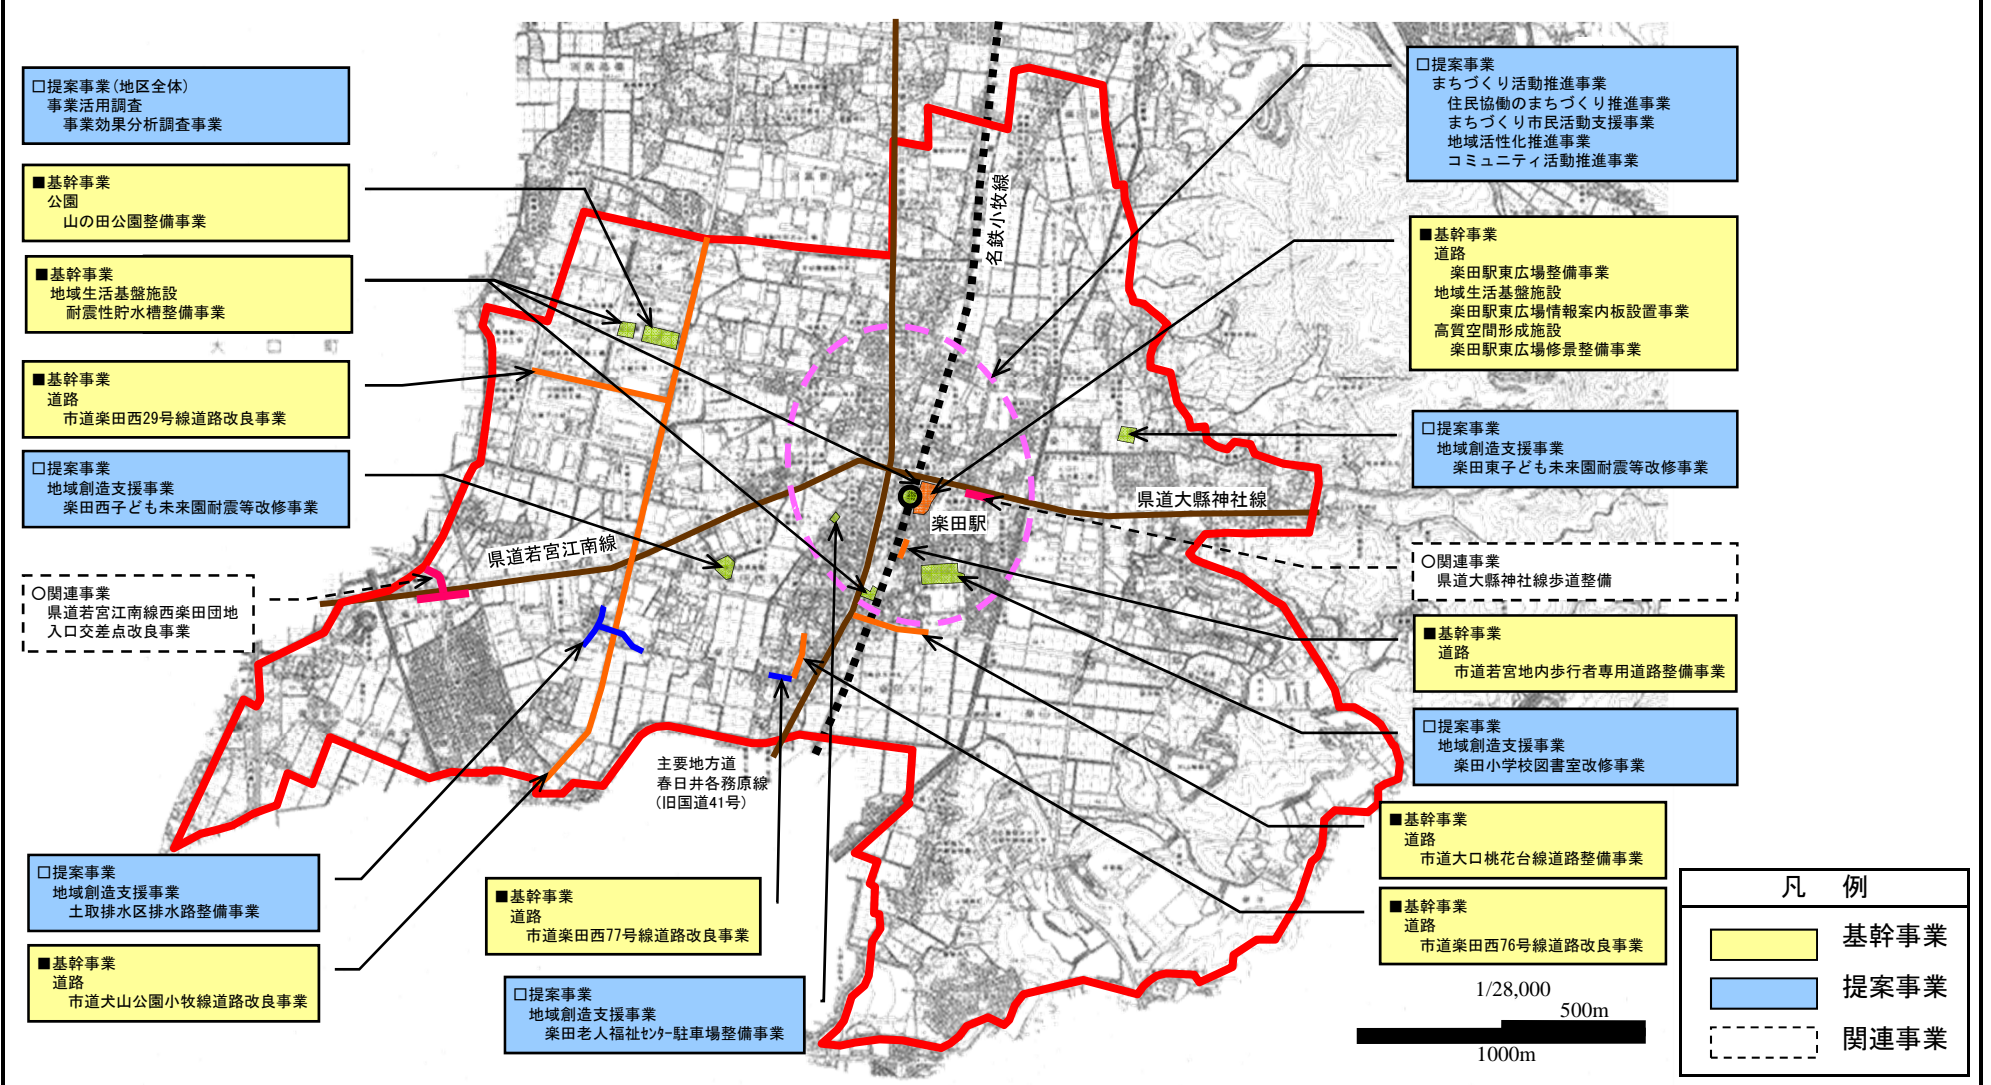 □提案事業(地区全体)
事業活用調査
事業効果分析調査事業
■基幹事業
公園
山の田公園整備事業
■基幹事業
地域生活基盤施設
耐震性貯水槽整備事業
大 口 町
■基幹事業
道路
市道楽田西29号線道路改良事業
□提案事業
地域創造支援事業
楽田西子ども未来園耐震等改修事業
○関連事業
県道若宮江南線西楽田団地
入口交差点改良事業
□提案事業
地域創造支援事業
土取排水区排水路整備事業
■基幹事業
道路
市道犬山公園小牧線道路改良事業
■基幹事業
道路
市道楽田西77号線道路改良事業
□提案事業
地域創造支援事業
楽田老人福祉センター駐車場整備事業
名鉄小牧線
県道若宮江南線
県道大縣神社線
楽田駅
主要地方道
春日井各務原線
(旧国道41号)
□提案事業
まちづくり活動推進事業
住民協働のまちづくり推進事業
まちづくり市民活動支援事業
地域活性化推進事業
コミュニティ活動推進事業
■基幹事業
道路
楽田駅東広場整備事業
地域生活基盤施設
楽田駅東広場情報案内板設置事業
高質空間形成施設
楽田駅東広場修景整備事業
□提案事業
地域創造支援事業
楽田東子ども未来園耐震等改修事業
○関連事業
県道大縣神社線歩道整備
■基幹事業
道路
市道若宮地内歩行者専用道路整備事業
□提案事業
地域創造支援事業
楽田小学校図書室改修事業
■基幹事業
道路
市道大口桃花台線道路整備事業
■基幹事業
道路
市道楽田西76号線道路改良事業
1/28,000
500m
1000m
凡 例
基幹事業
提案事業
関連事業